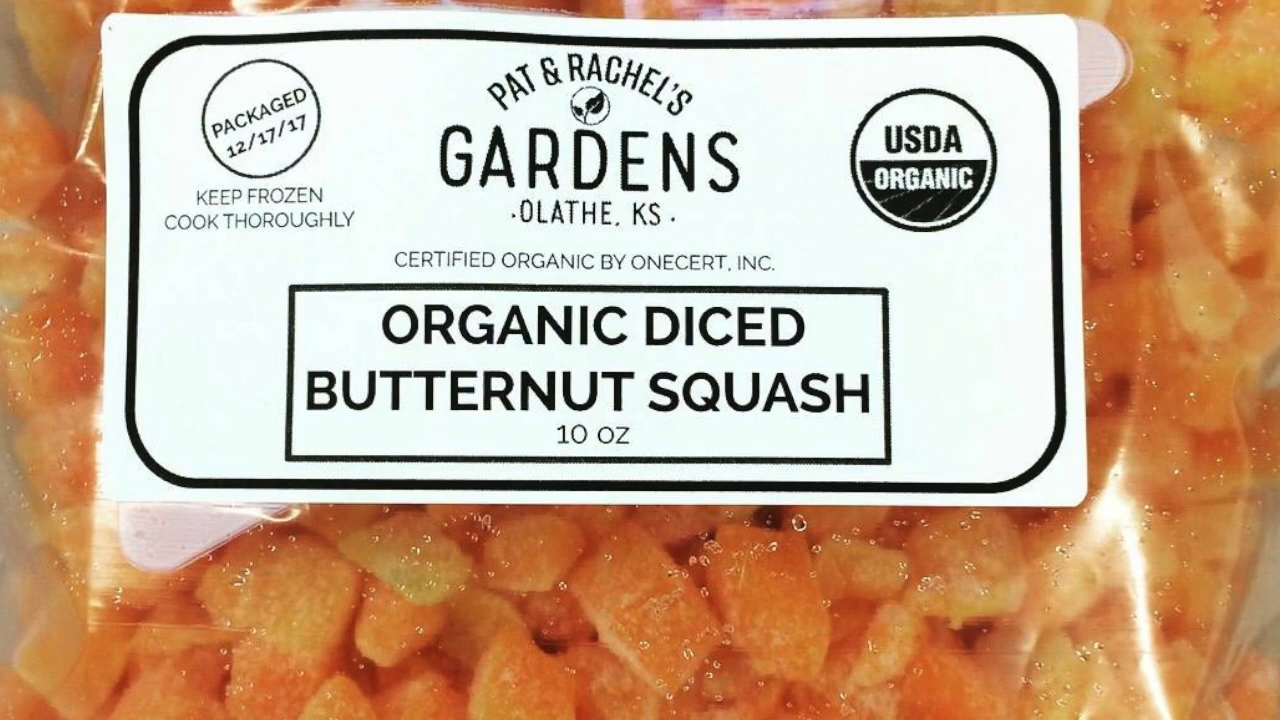 PACKAGED
12/17/17
KEEP FROZEN
COOK THOROUGHLY
PAT & RACHEL'S
GARDENS
·OLATHE, KS·
USDA
ORGANIC
CERTIFIED ORGANIC BY ONECERT, INC.
ORGANIC DICED
BUTTERNUT SQUASH
10 OZ